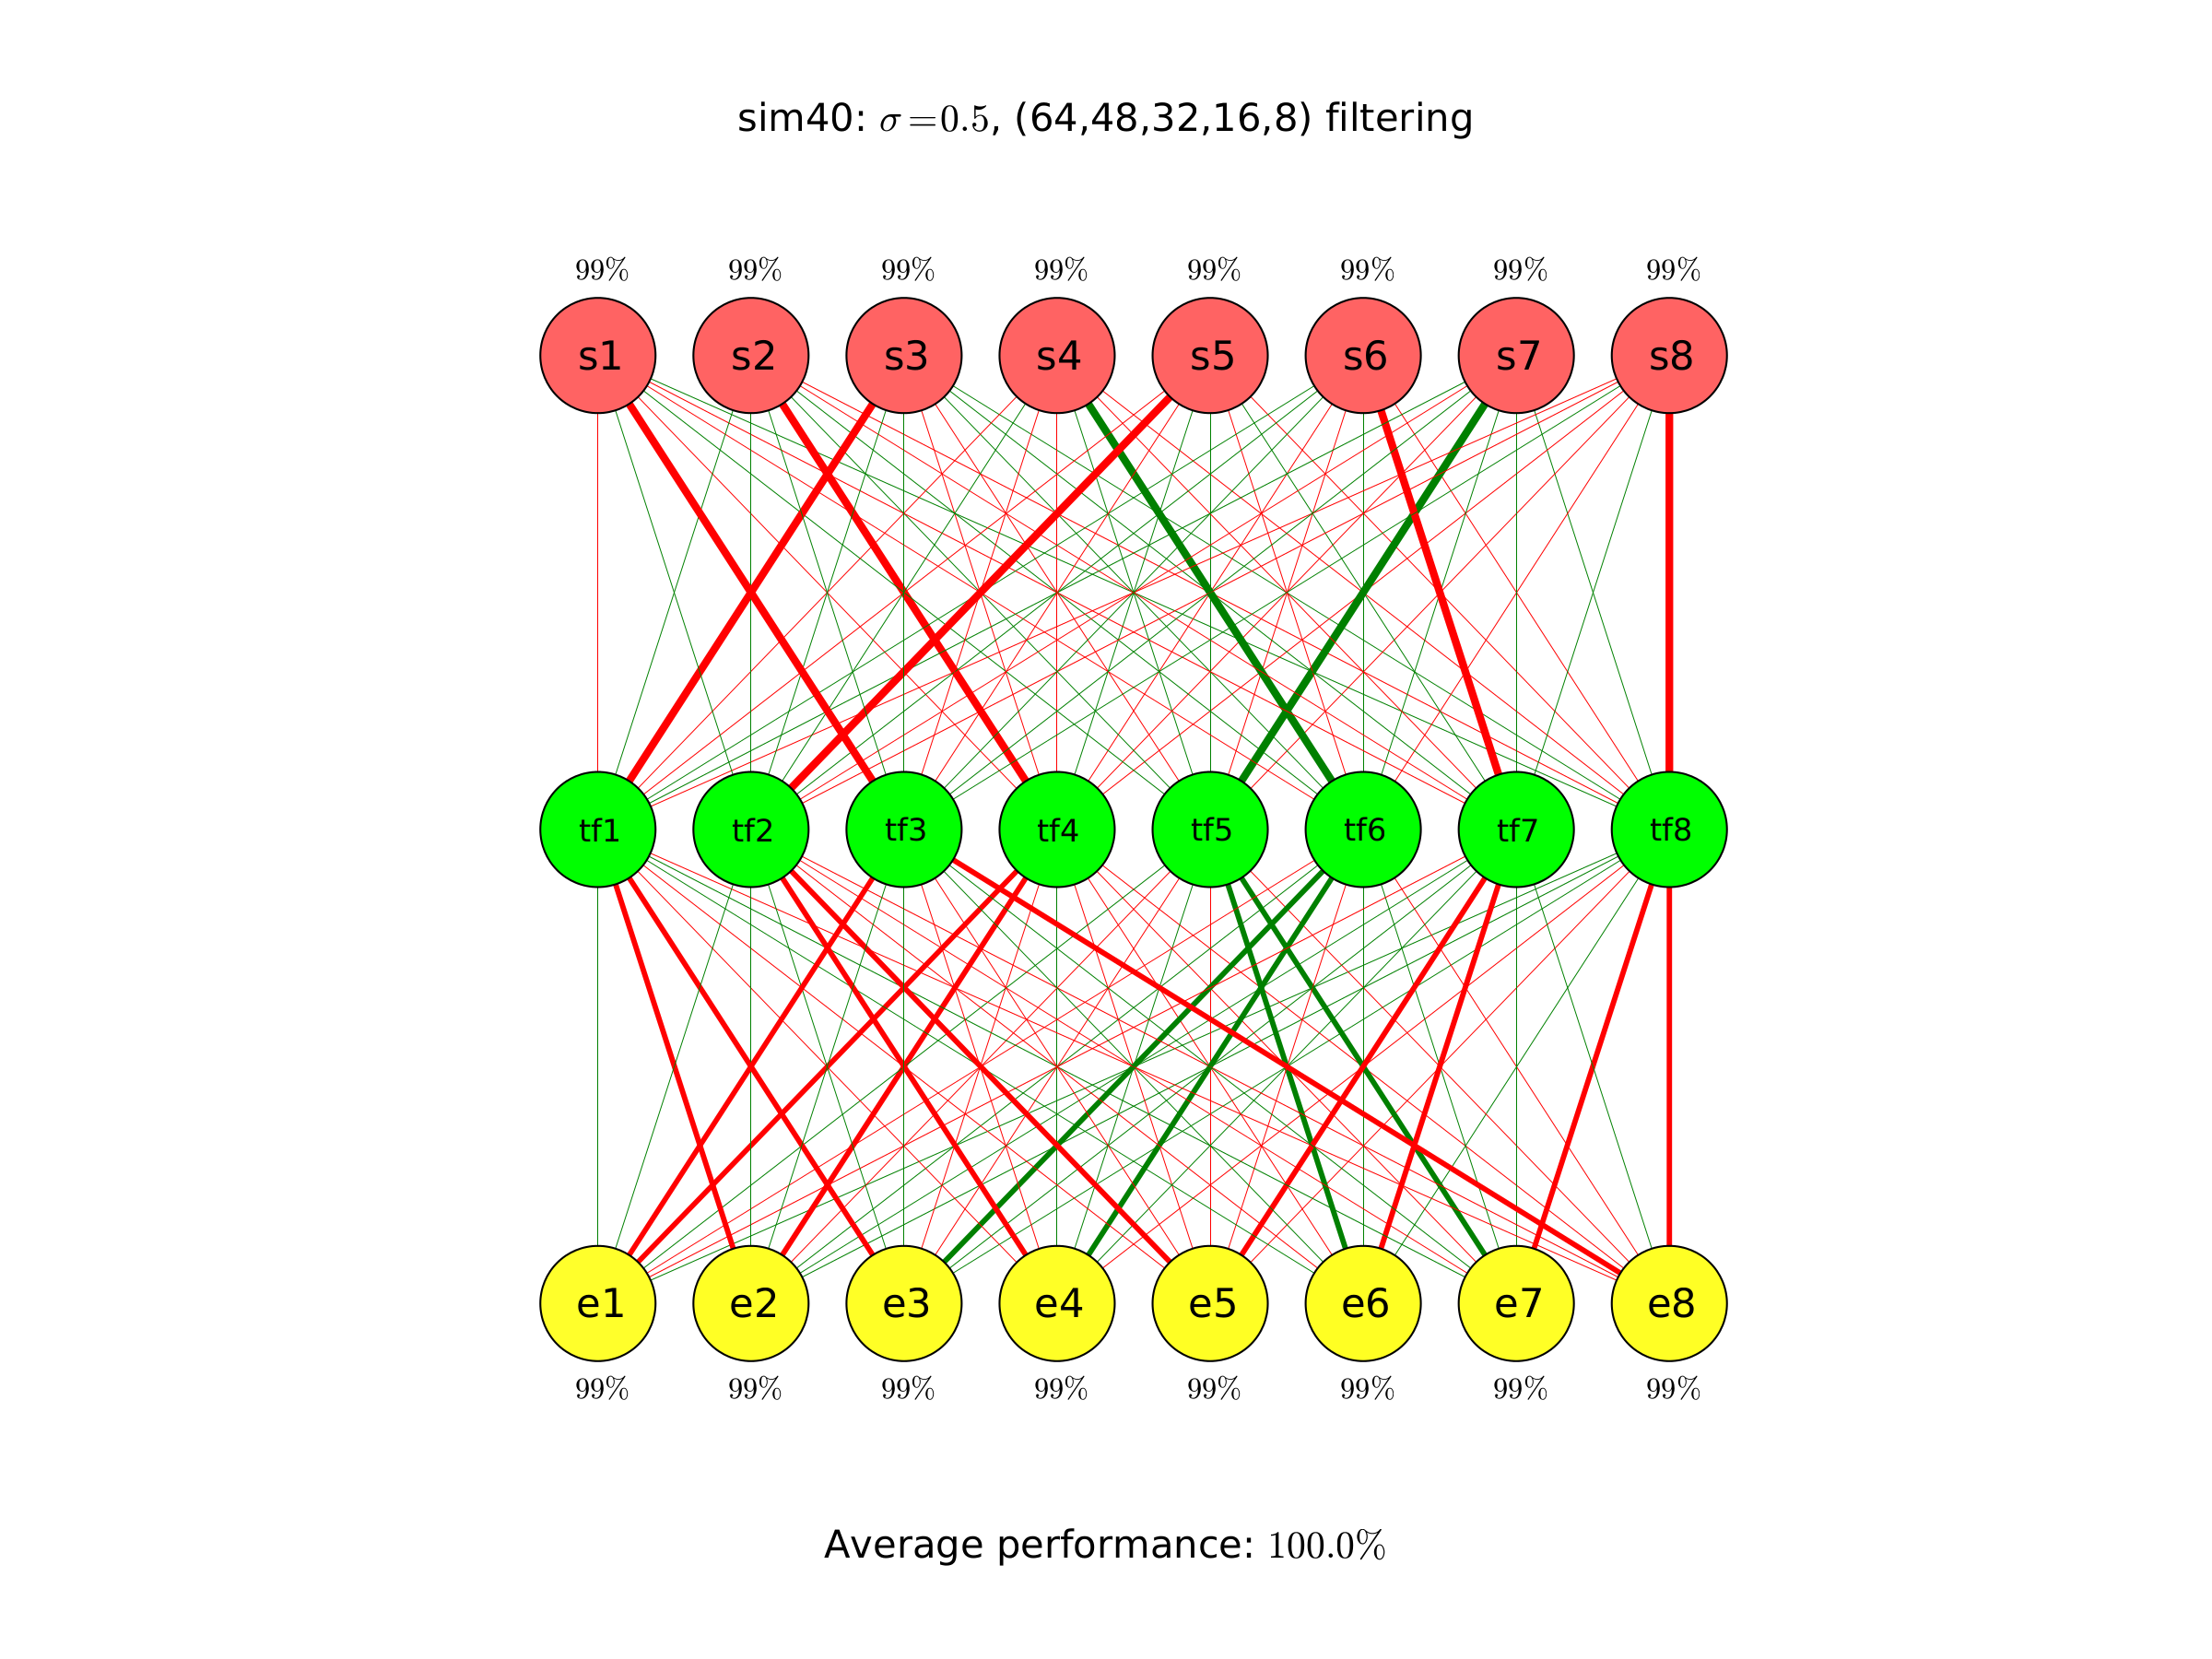 sim40: σ=0.5, (64,48,32,16,8) filtering
99% 99% 99% 99% 99% 99% 99% 99%
s1 s2 s3 s4 s5 s6 s7 s8
tf1 tf2 tf3 tf4 tf5 tf6 tf7 tf8
e1 e2 e3 e4 e5 e6 e7 e8
99% 99% 99% 99% 99% 99% 99% 99%
Average performance: 100.0%